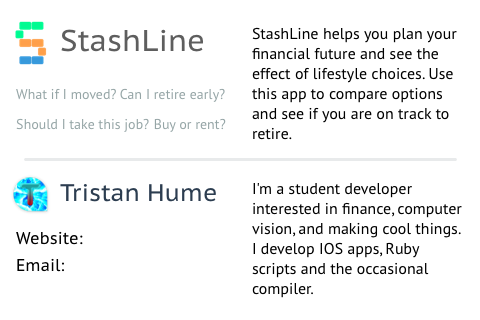 StashLine
What if I moved? Can I retire early?
Should I take this job? Buy or rent?
StashLine helps you plan your
financial future and see the
effect of lifestyle choices. Use
this app to compare options
and see if you are on track to
retire.
Tristan Hume
Website:
Email:
I'm a student developer
interested in finance, computer
vision, and making cool things.
I develop IOS apps, Ruby
scripts and the occasional
compiler.